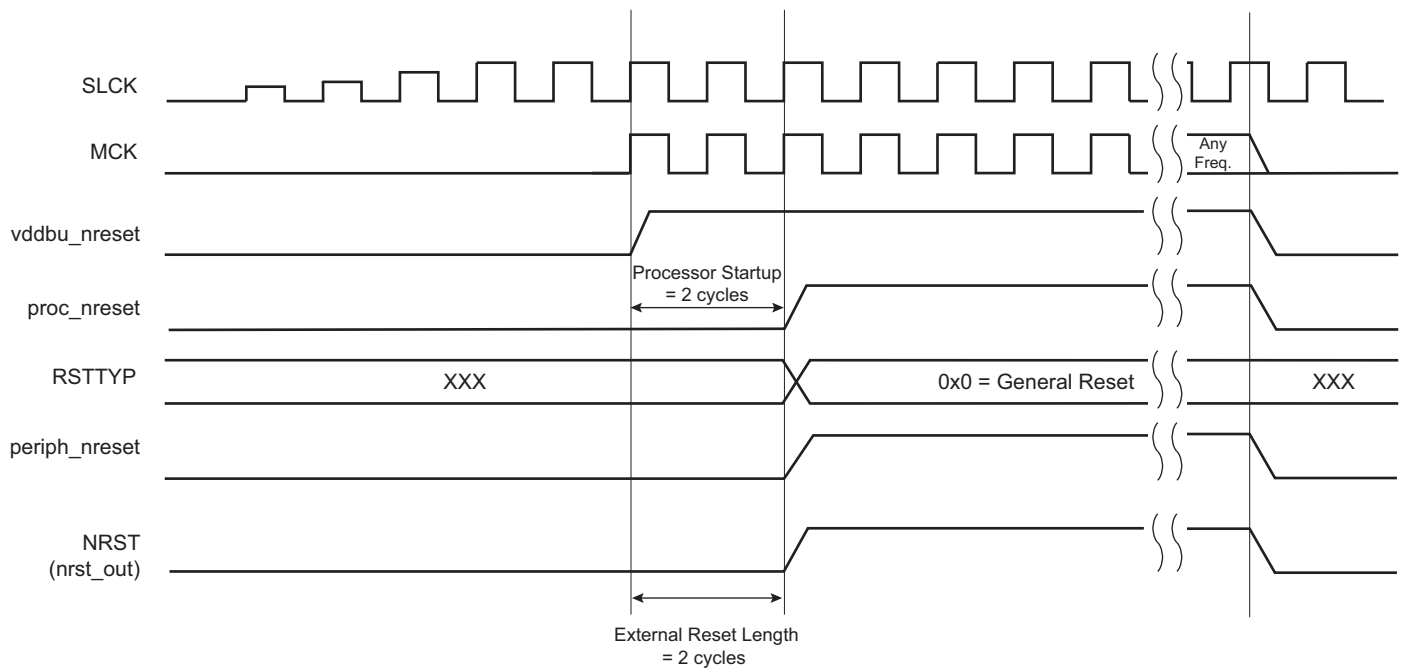 SLCK
MCK
Any
Freq.
vddbu_nreset
Processor Startup
= 2 cycles
proc_nreset
RSTTYP
XXX
0x0 = General Reset
XXX
periph_nreset
NRST
(nrst_out)
External Reset Length
= 2 cycles